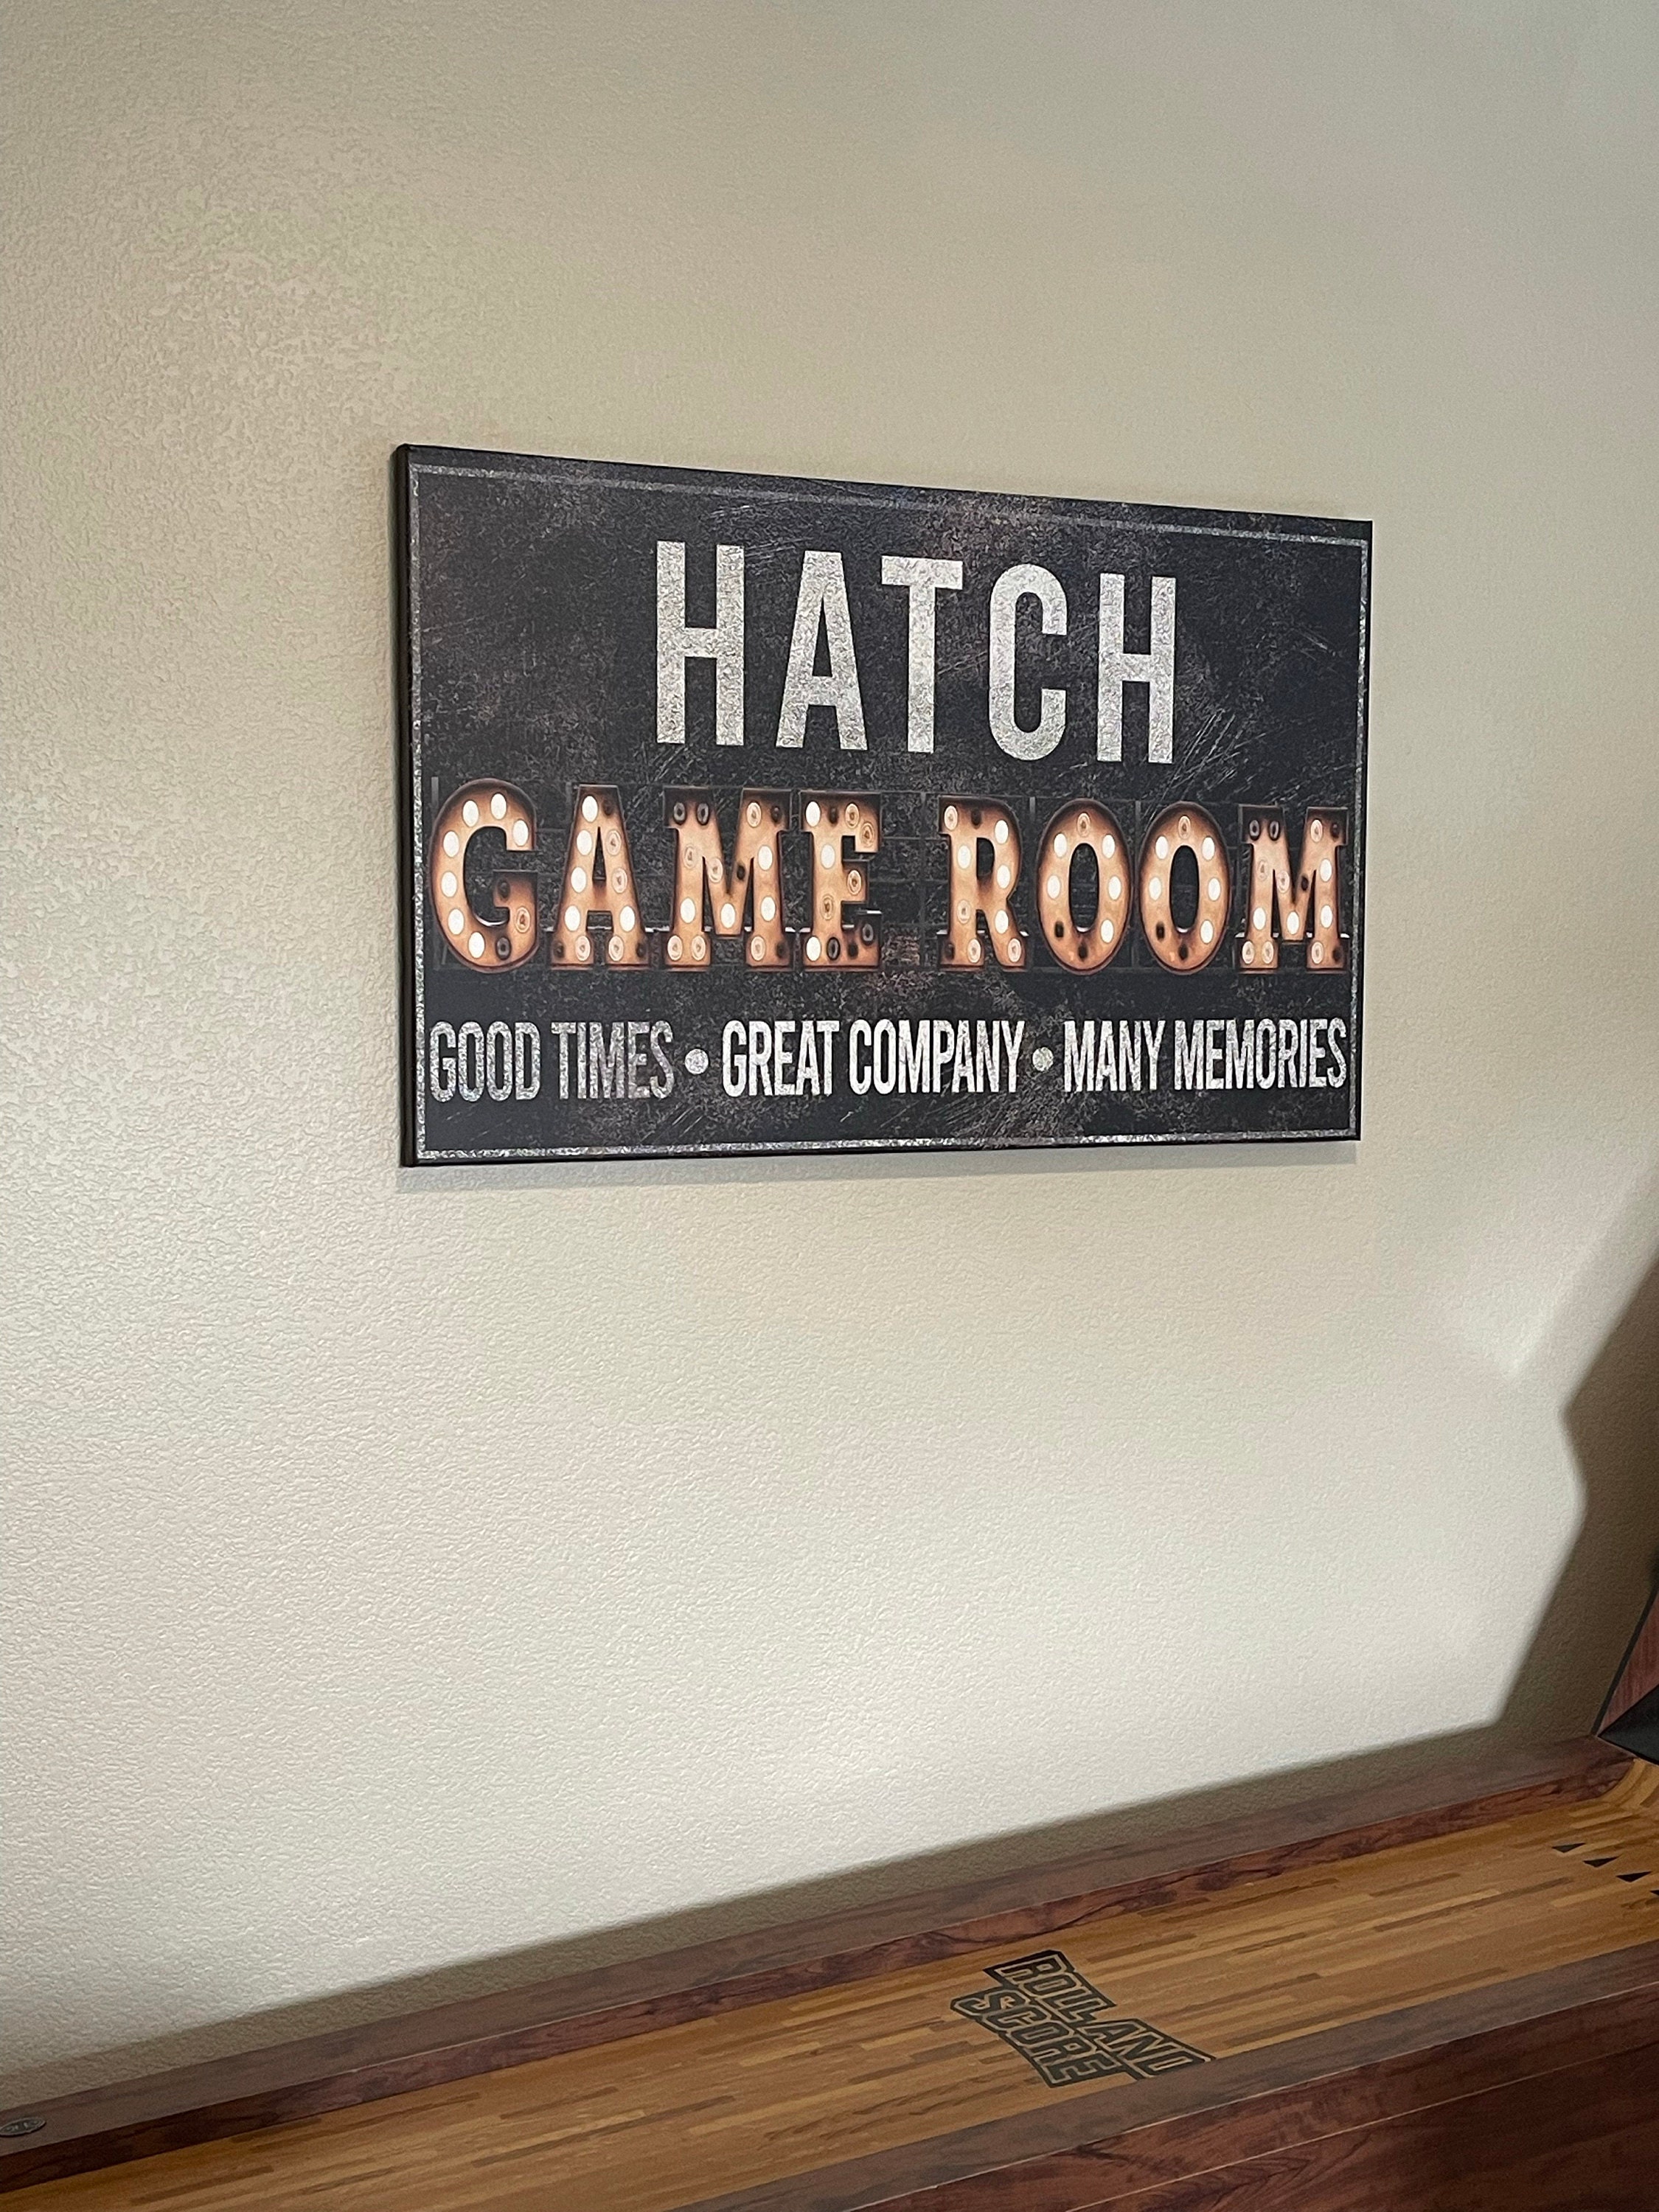 HATCH
GAME ROOM
GOOD TIMES • GREAT COMPANY • MANY MEMORIES
ROLL AND
SCORE